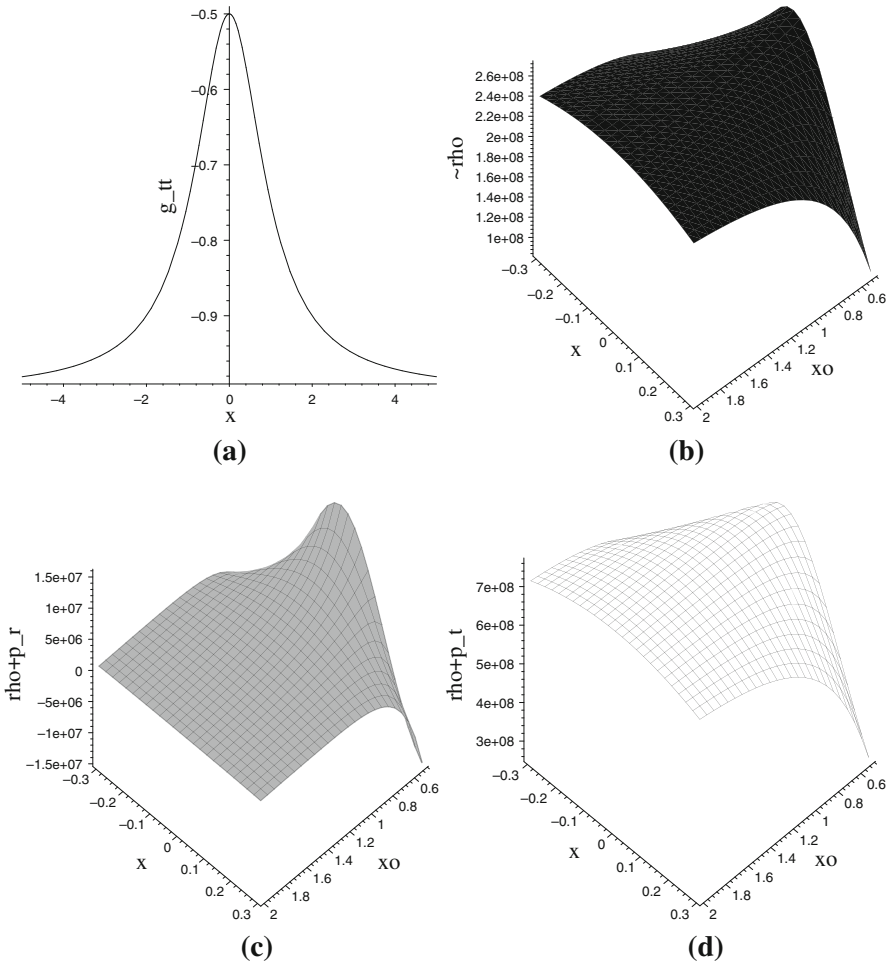 −0.5
−0.6
−0.7
−0.8
−0.9
g_tt
−4 −2 0 2 4
x
(a)
2.6e+08
2.4e+08
2.2e+08
2e+08
1.8e+08
1.6e+08
1.4e+08
1.2e+08
1e+08
~rho
−0.3
−0.2
−0.1
0
0.1
0.2
0.3
x
2
1.8
1.6
1.4
1.2
1
0.8
0.6
xo
(b)
1.5e+07
1e+07
5e+06
0
−5e+06
−1e+07
−1.5e+07
rho+p_r
−0.3
−0.2
−0.1
0
0.1
0.2
0.3
x
2
1.8
1.6
1.4
1.2
1
0.8
0.6
xo
(c)
7e+08
6e+08
5e+08
4e+08
3e+08
rho+p_t
−0.3
−0.2
−0.1
0
0.1
0.2
0.3
x
2
1.8
1.6
1.4
1.2
1
0.8
0.6
xo
(d)